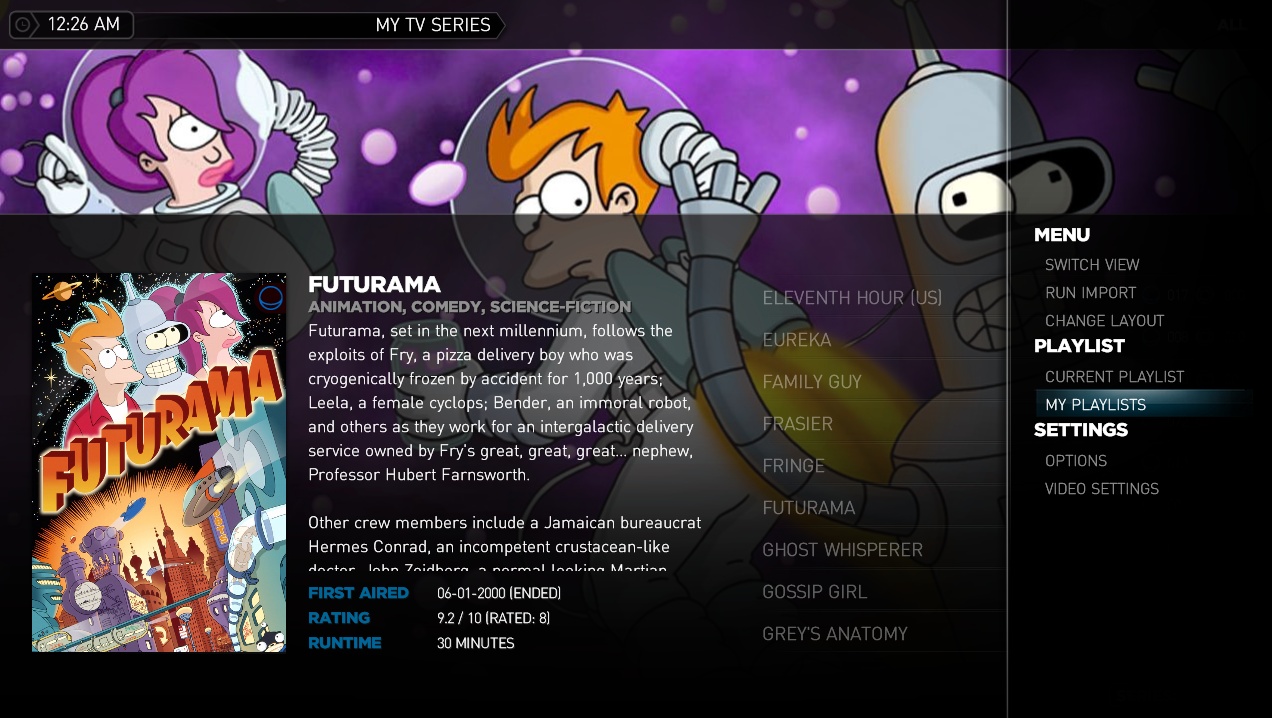 12:26 AM
MY TV SERIES
ALL
FUTURAMA
FUTURAMA
ANIMATION, COMEDY, SCIENCE-FICTION
Futurama, set in the next millennium, follows the
exploits of Fry, a pizza delivery boy who was
cryogenically frozen by accident for 1,000 years;
Leela, a female cyclops; Bender, an immoral robot,
and others as they work for an intergalactic delivery
service owned by Fry's great, great, great... nephew,
Professor Hubert Farnsworth.
Other crew members include a Jamaican bureaucrat
Hermes Conrad, an incompetent crustacean-like
doctor, John Zoidberg, a normal looking Martian
FIRST AIRED 06-01-2000 (ENDED)
RATING 9.2 / 10 (RATED: 8)
RUNTIME 30 MINUTES
ELEVENTH HOUR (US)
EUREKA
FAMILY GUY
FRASIER
FRINGE
FUTURAMA
GHOST WHISPERER
GOSSIP GIRL
GREY'S ANATOMY
MENU
SWITCH VIEW
RUN IMPORT
CHANGE LAYOUT
PLAYLIST
CURRENT PLAYLIST
MY PLAYLISTS
SETTINGS
OPTIONS
VIDEO SETTINGS